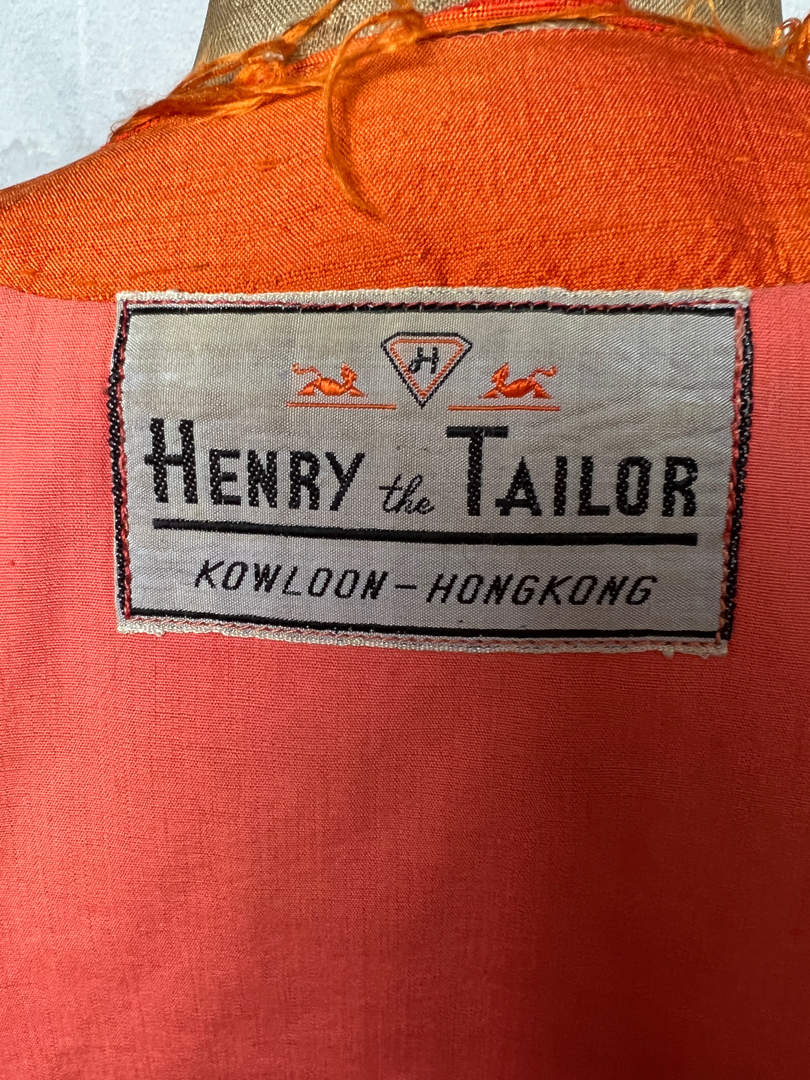 H
HENRY the TAILOR
KOWLOON - HONGKONG